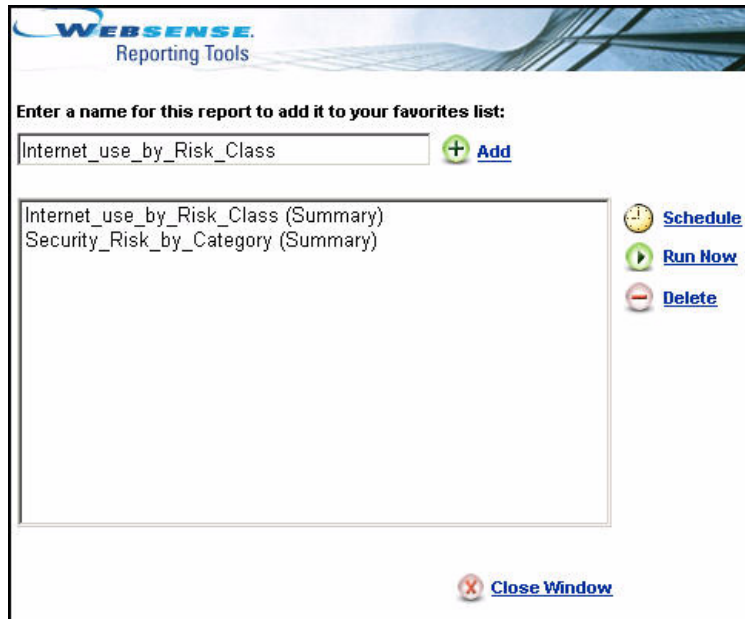 WEBSENSE.
Reporting Tools
Enter a name for this report to add it to your favorites list:
Internet_use_by_Risk_Class
Add
Internet_use_by_Risk_Class (Summary)
Security_Risk_by_Category (Summary)
Schedule
Run Now
Delete
Close Window